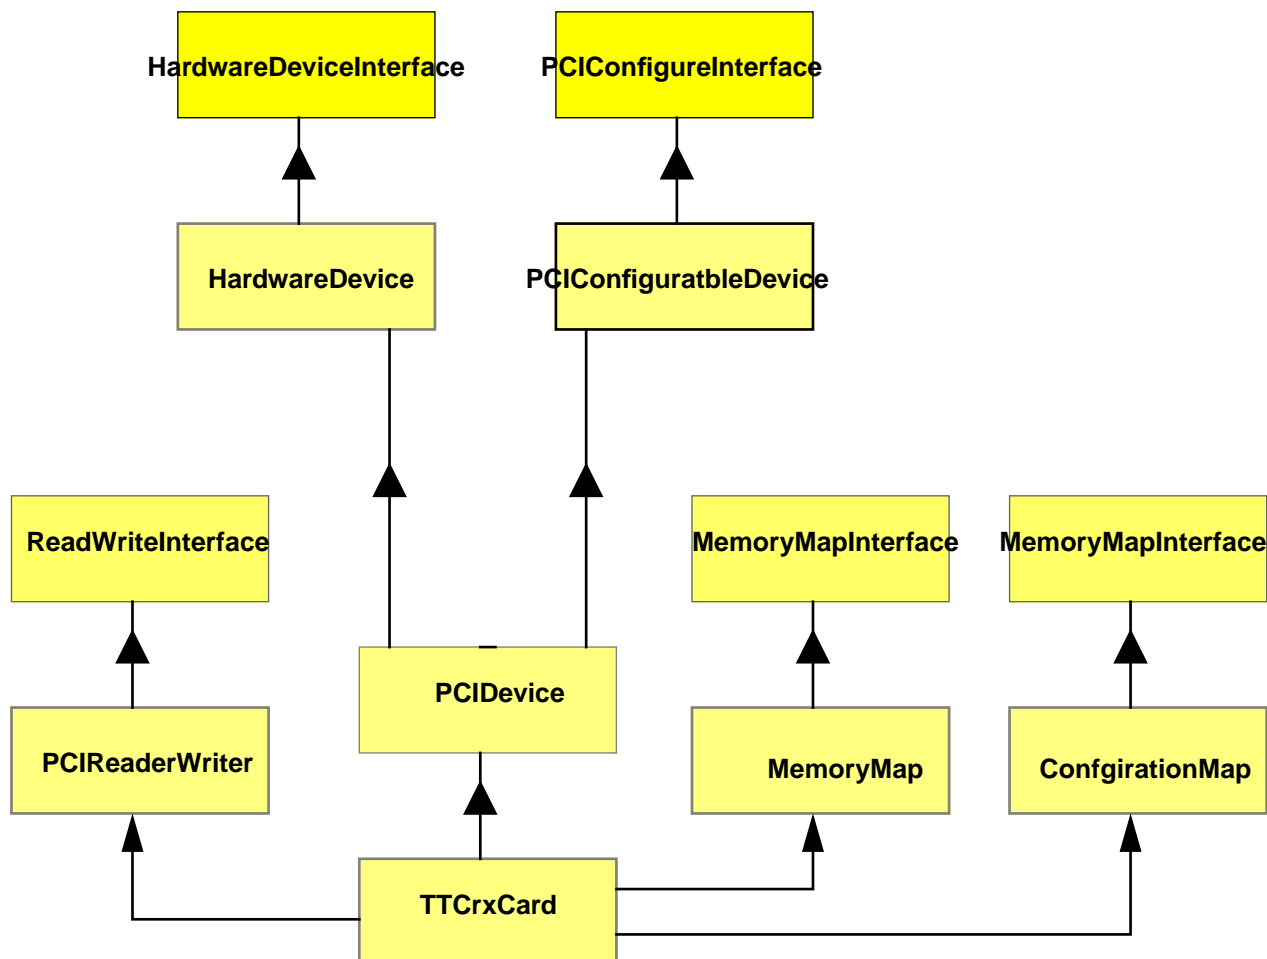 HardwareDeviceInterface
PCIConfigureInterface
HardwareDevice
PCIConfiguratbleDevice
ReadWriteInterface
MemoryMapInterface
MemoryMapInterface
PCIDevice
PCIReaderWriter
MemoryMap
ConfgirationMap
TTCrxCard